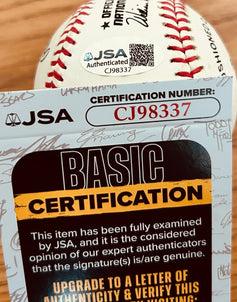 OFF
NATION
JSA
Authenticated
CJ98337
JSA
CERTIFICATION NUMBER:
CJ98337
BASIC
CERTIFICATION
This item has been fully examined
by JSA, and it is the considered
opinion of our expert authenticators
that the signature(s) is/are genuine.
UPGRADE TO A LETTER OF
AUTHENTICITY & VERIFY THIS